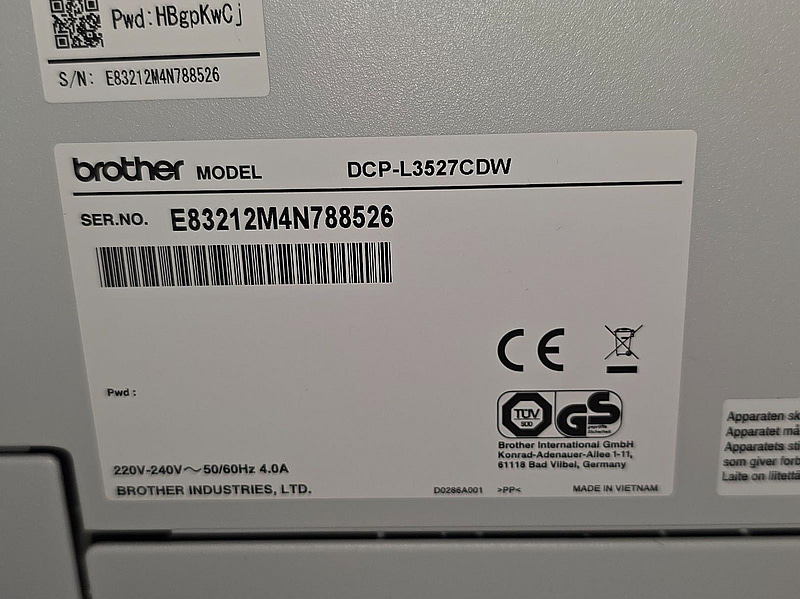 Pwd:HBgpKwCj
S/N: E83212M4N788526
brother MODEL DCP-L3527CDW
SER.NO. E83212M4N788526
Pwd :
CE
TÜV
SÜD
GS
geprüfte
Sicherheit
Brother International GmbH
Konrad-Adenauer-Allee 1-11,
61118 Bad Vilbel, Germany
220V-240V~50/60Hz 4.0A
BROTHER INDUSTRIES, LTD.
D0286A001 >PP<
MADE IN VIETNAM
Apparaten sk
Apparatet må
Apparatets sti
som giver forb
Laite on liitettä